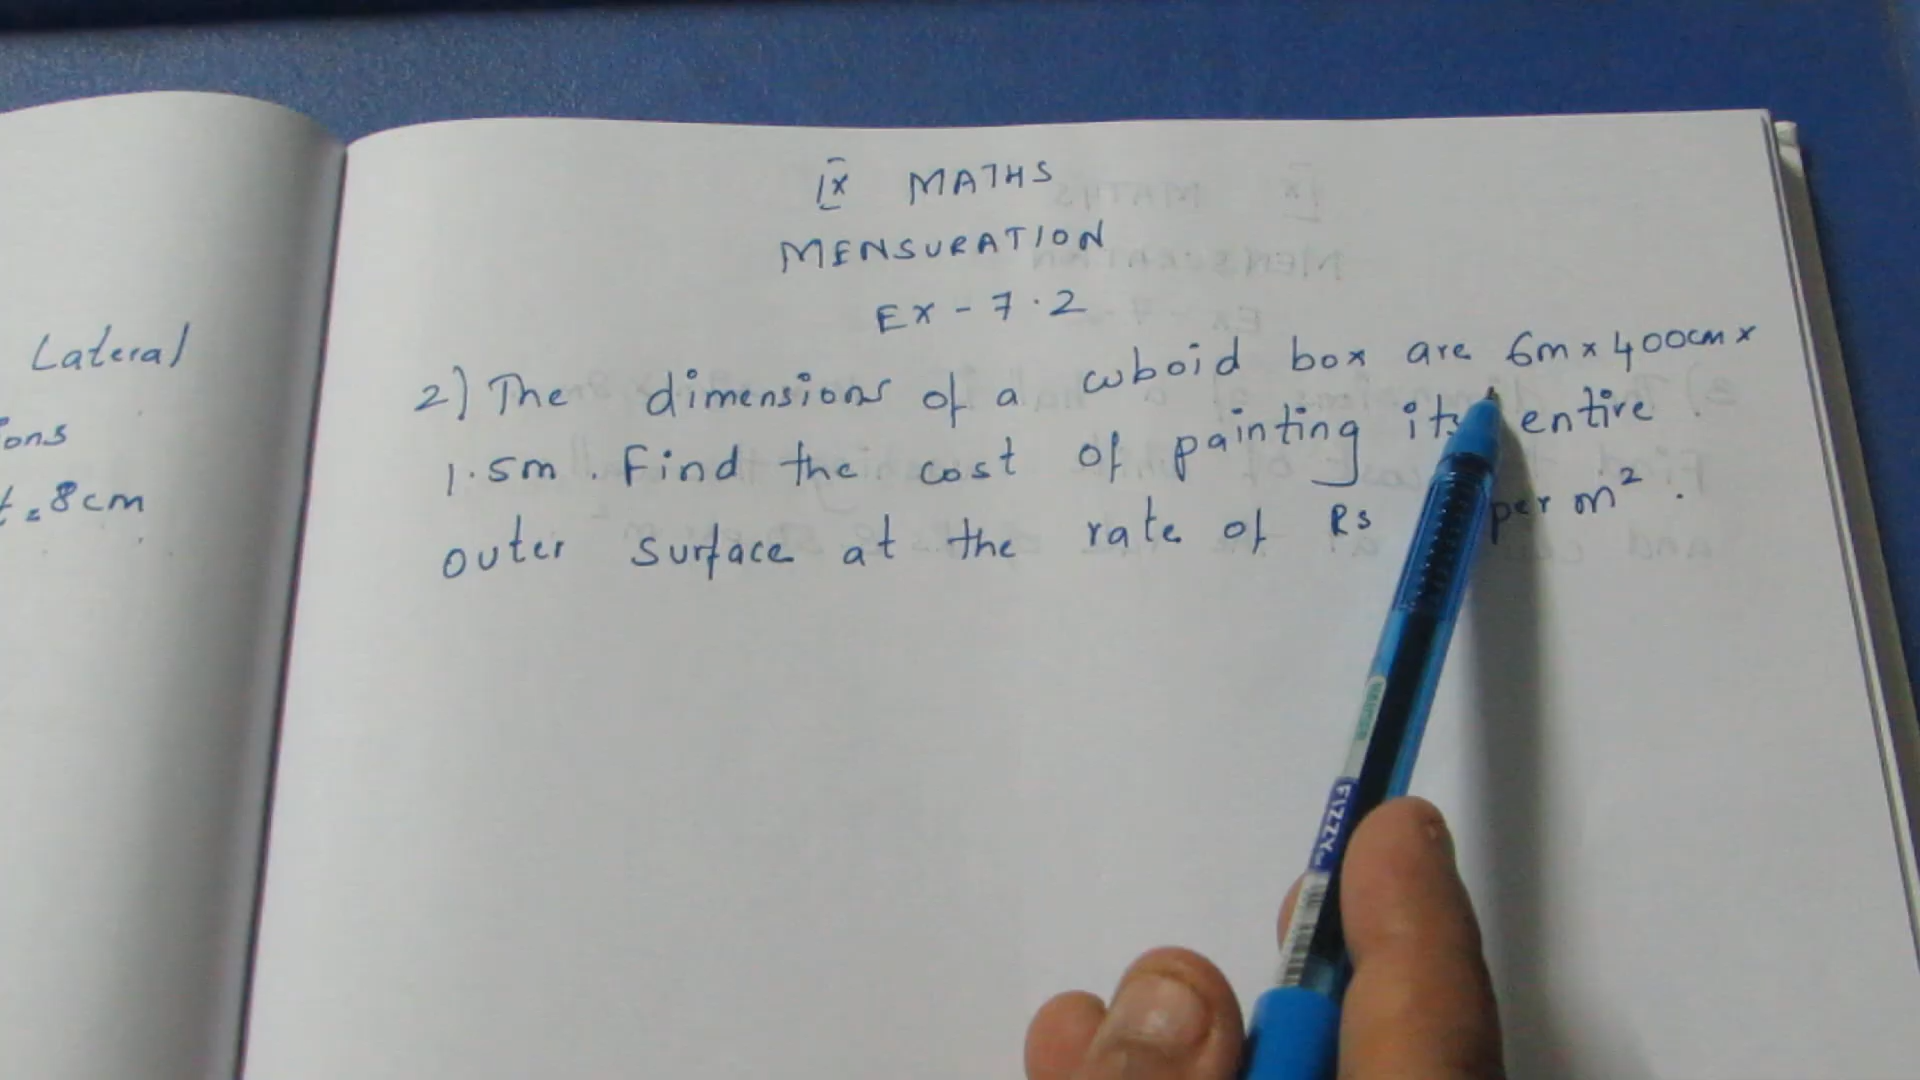 Lateral
ons
t = 8cm
IX MATHS
MENSURATION
Ex - 7.2
2) The dimensions of a cuboid box are 6m x 400cm x
1.5m. Find the cost of painting its entire
outer surface at the rate of Rs per m².
FIZZY